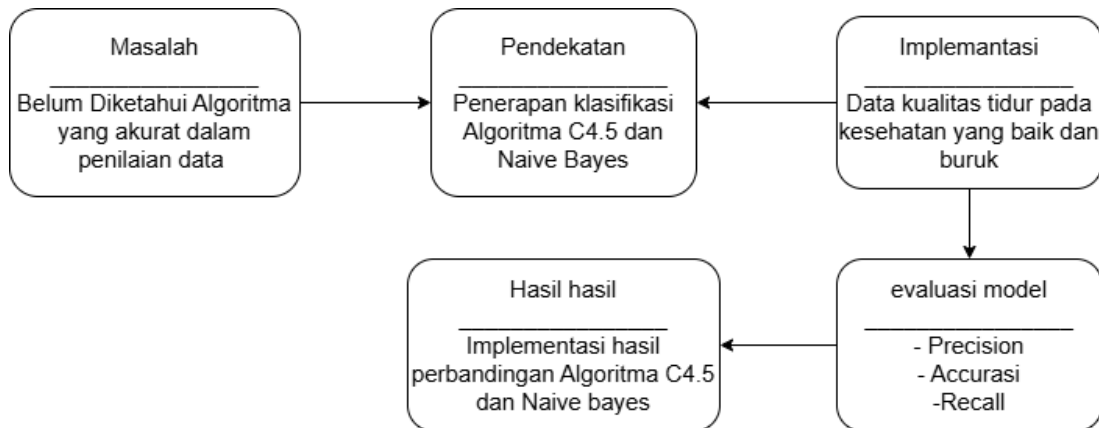 Masalah
Belum Diketahui Algoritma
yang akurat dalam
penilaian data
Pendekatan
Penerapan klasifikasi
Algoritma C4.5 dan
Naive Bayes
Implemantasi
Data kualitas tidur pada
kesehatan yang baik dan
buruk
Hasil hasil
Implementasi hasil
perbandingan Algoritma C4.5
dan Naive bayes
evaluasi model
- Precision
- Accurasi
-Recall